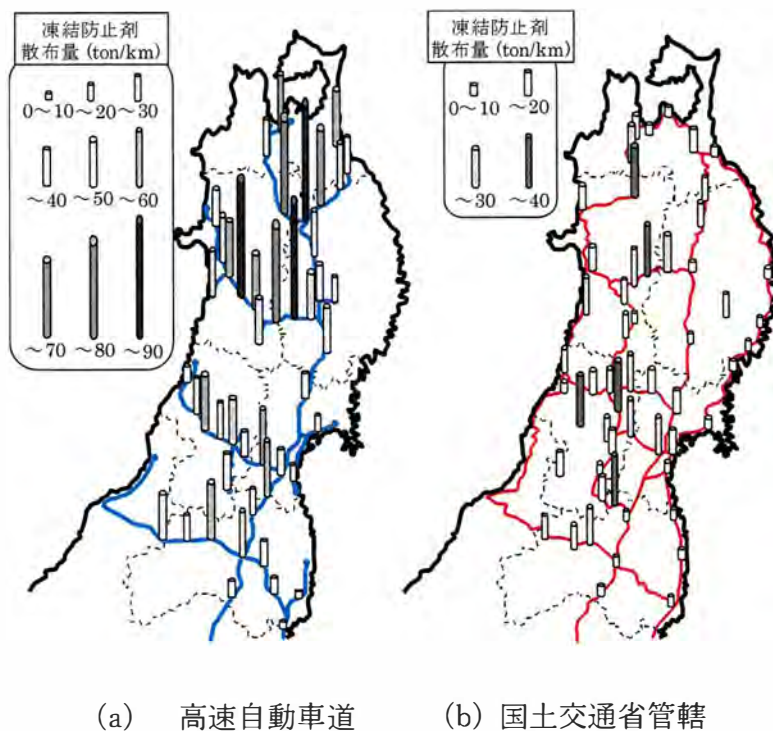 凍結防止剤
散布量 (ton/km)
0〜10 〜20 〜30
〜40 〜50 〜60
〜70 〜80 〜90
凍結防止剤
散布量 (ton/km)
0〜10 〜20
〜30 〜40
(a) 高速自動車道
(b) 国土交通省管轄